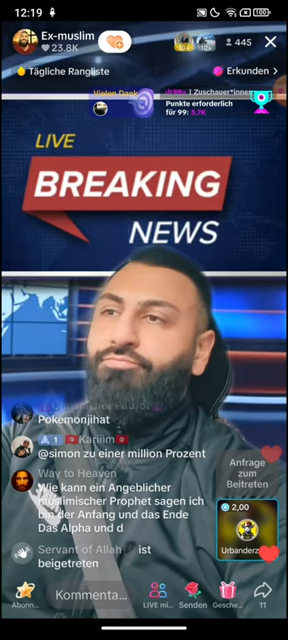 12:19
100
Ex-muslim
23.8K
445
Tägliche Rangliste
Erkunden >
Vielen Dank
Zuschauer*innen
Punkte erforderlich
für 99: 3.7K
LIVE
BREAKING
NEWS
Pokemonjihat
1 Kariiim
@simon zu einer million Prozent
Way to Heaven
Wie kann ein Angeblicher
muslimischer Prophet sagen ich
bin der Anfang und das Ende
Das Alpha und d
Servant of Allah ist
beigetreten
Anfrage
zum
Beitreten
2,00
Urbanderz
Abonn...
Kommenta...
LIVE mi...
Senden
Gesche...
11